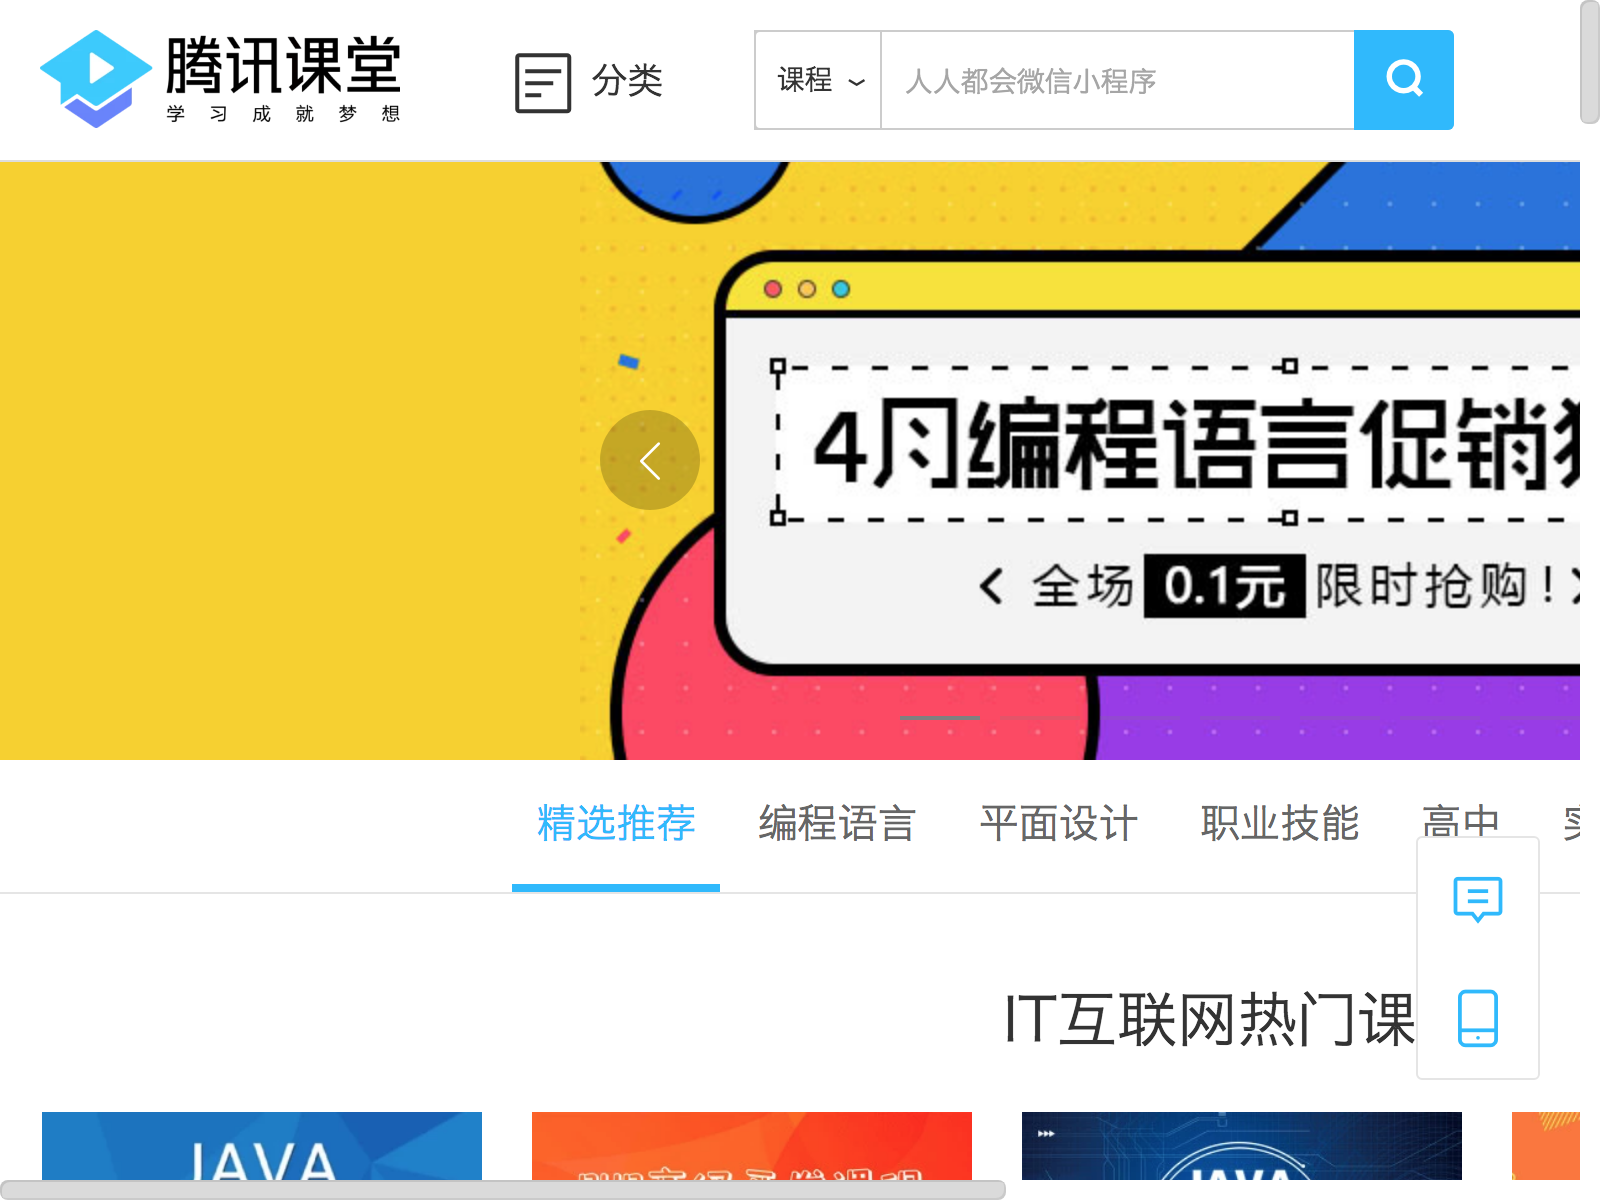 腾讯课堂
学习成就梦想
分类
课程
人人都会微信小程序
4月编程语言促销
全场 0.1元 限时抢购!
精选推荐
编程语言
平面设计
职业技能
高中
IT互联网热门课
JAVA
JAVA